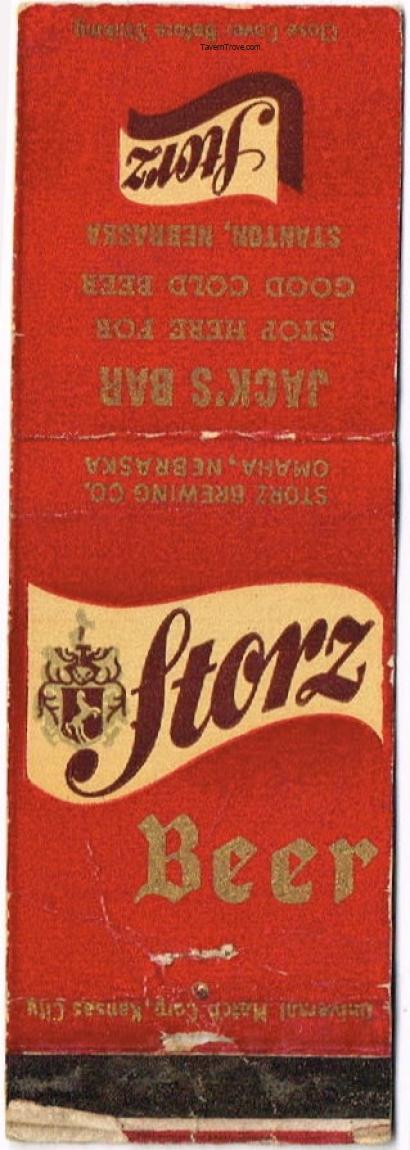 TavernTrove.com
Storz
Beer
Universal Match Corp., Kansas City
STORZ BREWING CO.
OMAHA, NEBRASKA
JACK'S BAR
STOP HERE FOR
GOOD COLD BEER
STANTON, NEBRASKA
Storz
Close Cover Before Striking